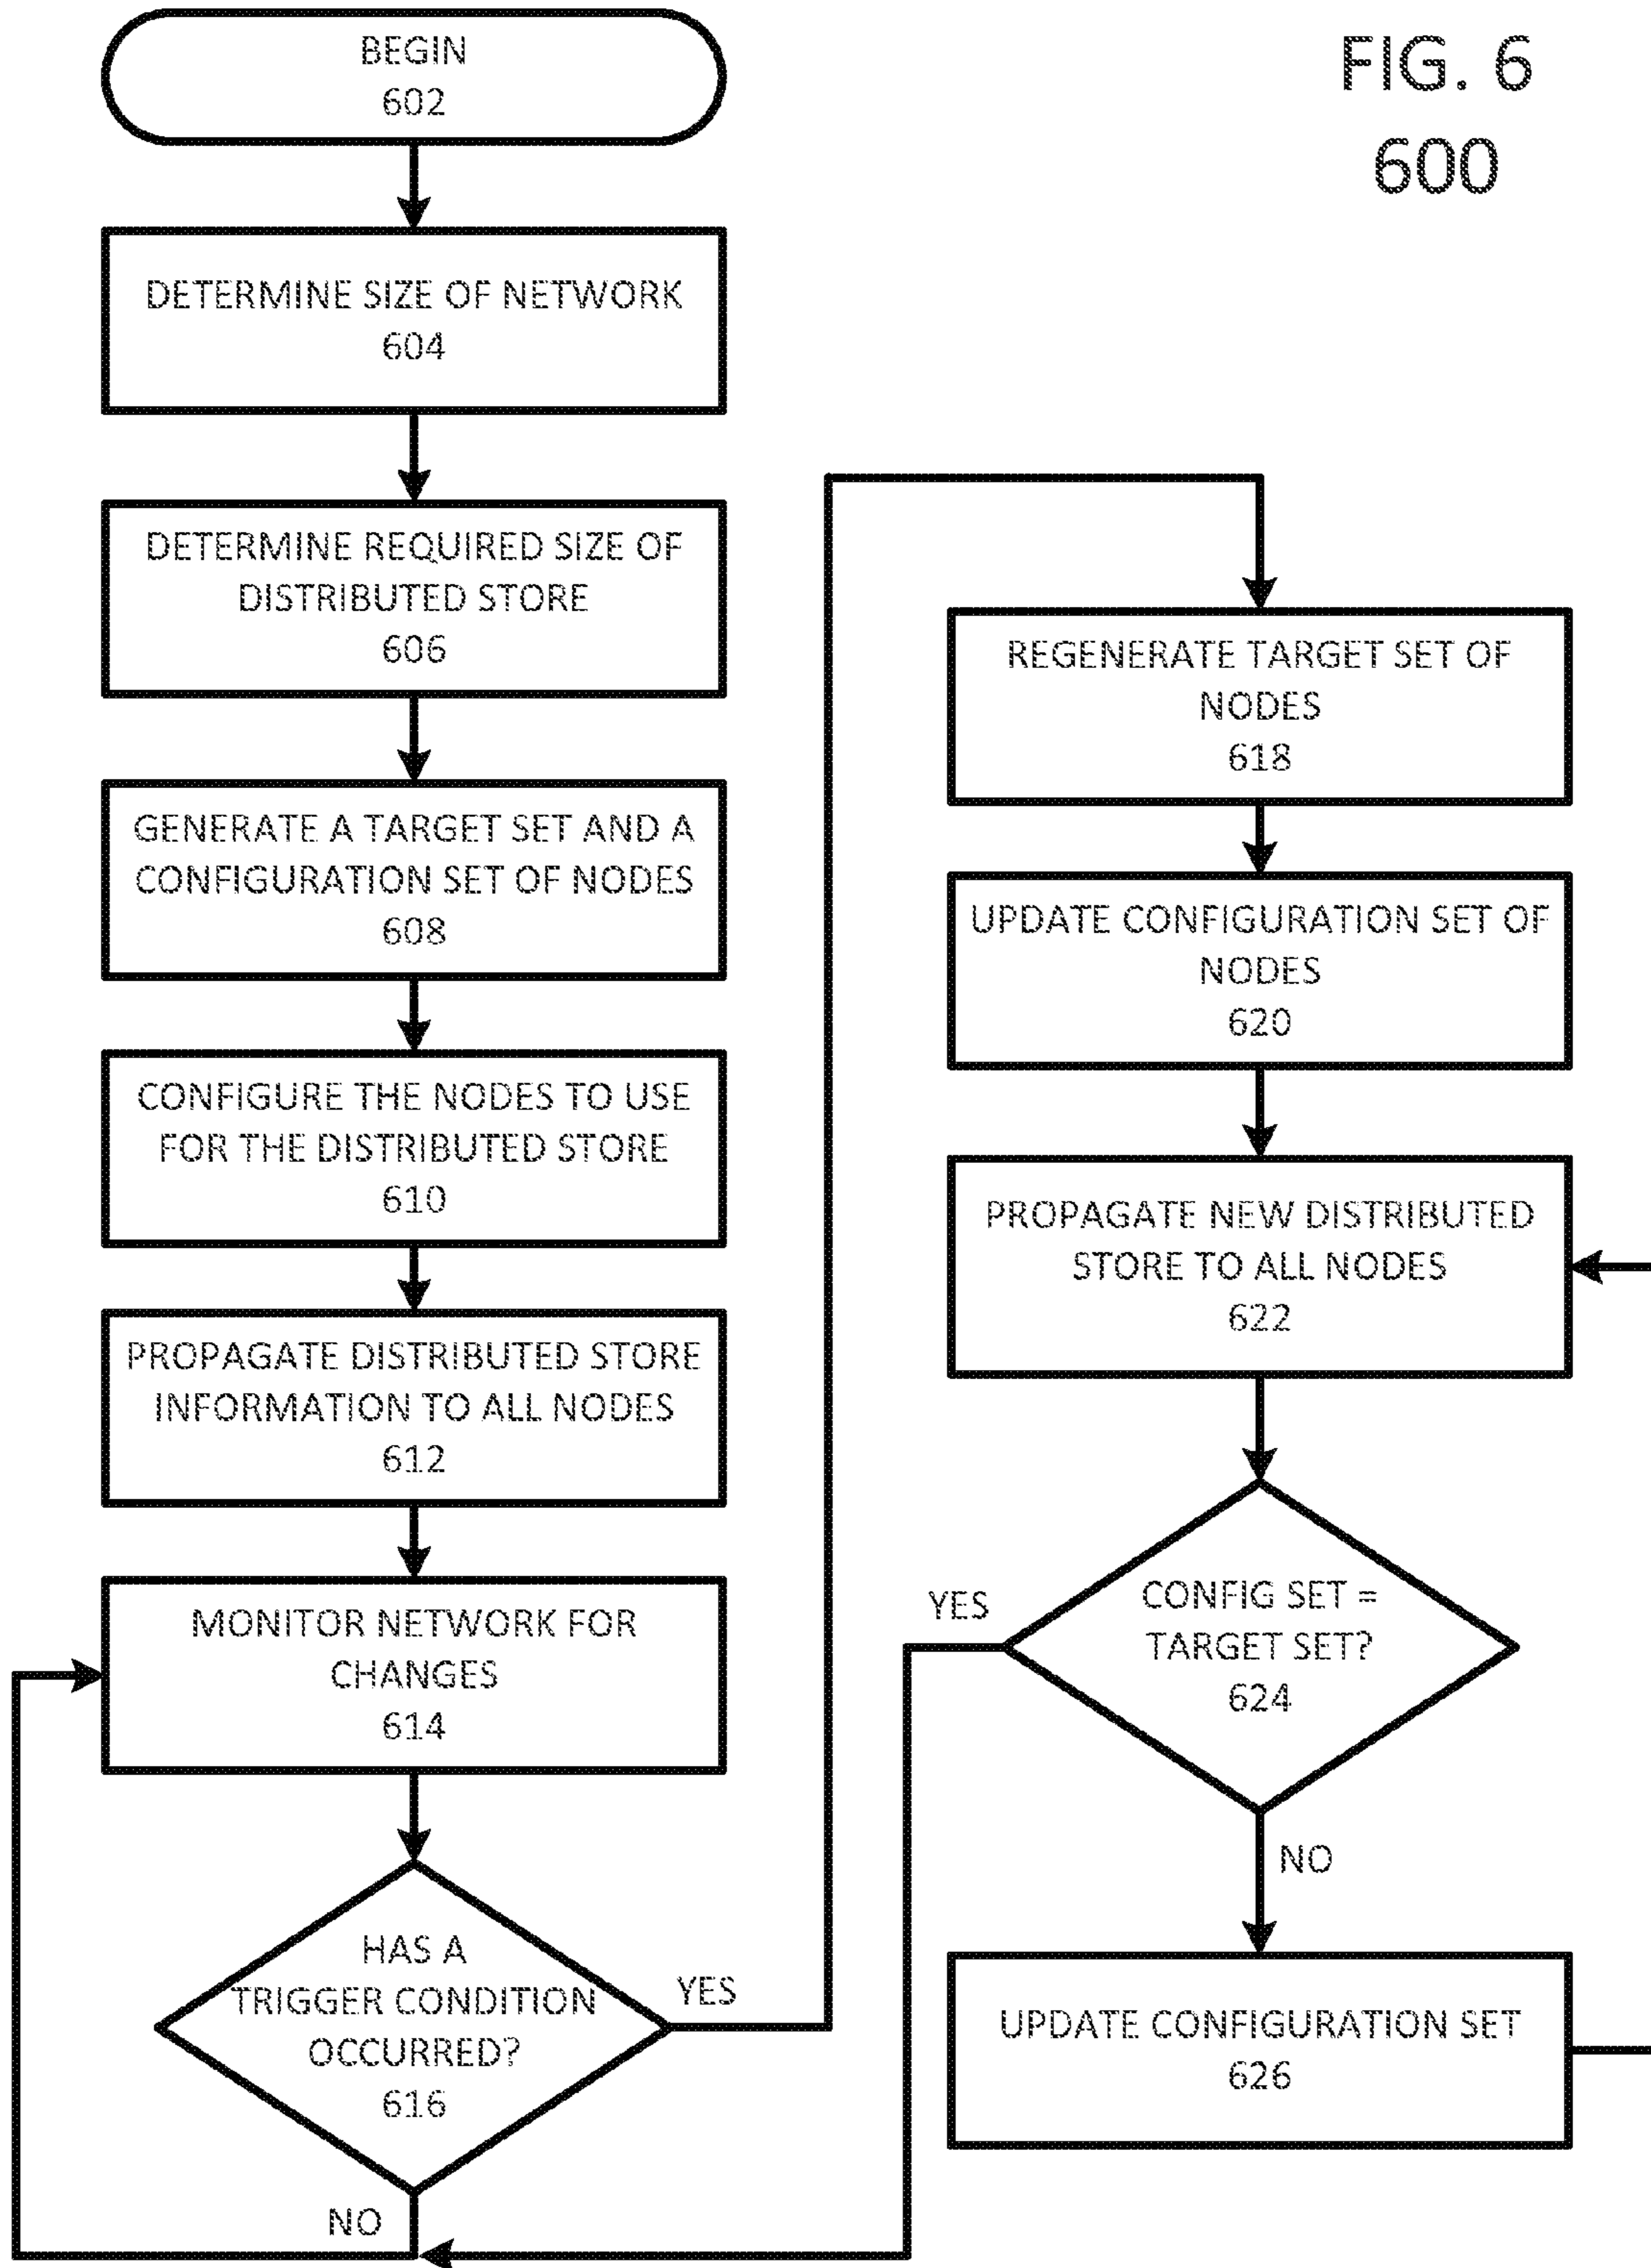 FIG. 6
600
BEGIN
602
DETERMINE SIZE OF NETWORK
604
DETERMINE REQUIRED SIZE OF
DISTRIBUTED STORE
606
GENERATE A TARGET SET AND A
CONFIGURATION SET OF NODES
608
CONFIGURE THE NODES TO USE
FOR THE DISTRIBUTED STORE
610
PROPAGATE DISTRIBUTED STORE
INFORMATION TO ALL NODES
612
MONITOR NETWORK FOR
CHANGES
614
HAS A
TRIGGER CONDITION
OCCURRED?
616
YES
NO
REGENERATE TARGET SET OF
NODES
618
UPDATE CONFIGURATION SET OF
NODES
620
PROPAGATE NEW DISTRIBUTED
STORE TO ALL NODES
622
CONFIG SET =
TARGET SET?
624
YES
NO
UPDATE CONFIGURATION SET
626